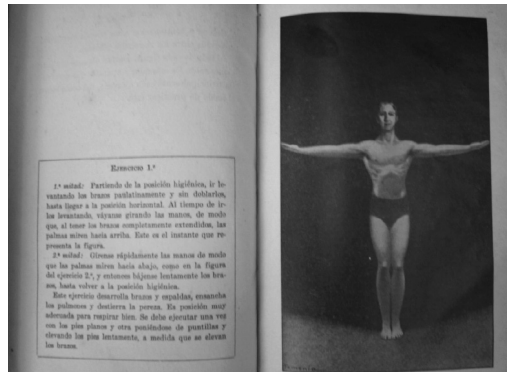 Ejercicio 1.º
1.ª mitad: Partiendo de la posición higiénica, ir le-
vantando los brazos paulatinamente y sin doblarlos,
hasta llegar a la posición horizontal. Al tiempo de ir-
los levantando, váyanse girando las manos, de modo
que, al tener los brazos completamente extendidos, las
palmas miren hacia arriba. Este es el instante que re-
presenta la figura.
2.ª mitad: Gírense rápidamente las manos de modo
que las palmas miren hacia abajo, como en la figura
del ejercicio 2.º, y entonces bájense lentamente los bra-
zos, hasta volver a la posición higiénica.
Este ejercicio desarrolla brazos y espaldas, ensancha
los pulmones y destierra la pereza. Es posición muy
adecuada para respirar bien. Se debe ejecutar una vez
con los pies planos y otra poniéndose de puntillas y
elevando los pies lentamente, a medida que se elevan
los brazos.